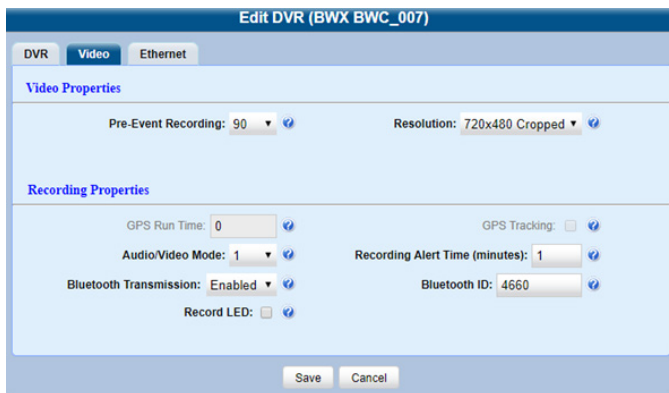 Edit DVR (BWX BWC_007)
DVR Video Ethernet
Video Properties
Pre-Event Recording: 90 Resolution: 720x480 Cropped
Recording Properties
GPS Run Time: 0 GPS Tracking:
Audio/Video Mode: 1 Recording Alert Time (minutes): 1
Bluetooth Transmission: Enabled Bluetooth ID: 4660
Record LED:
Save Cancel